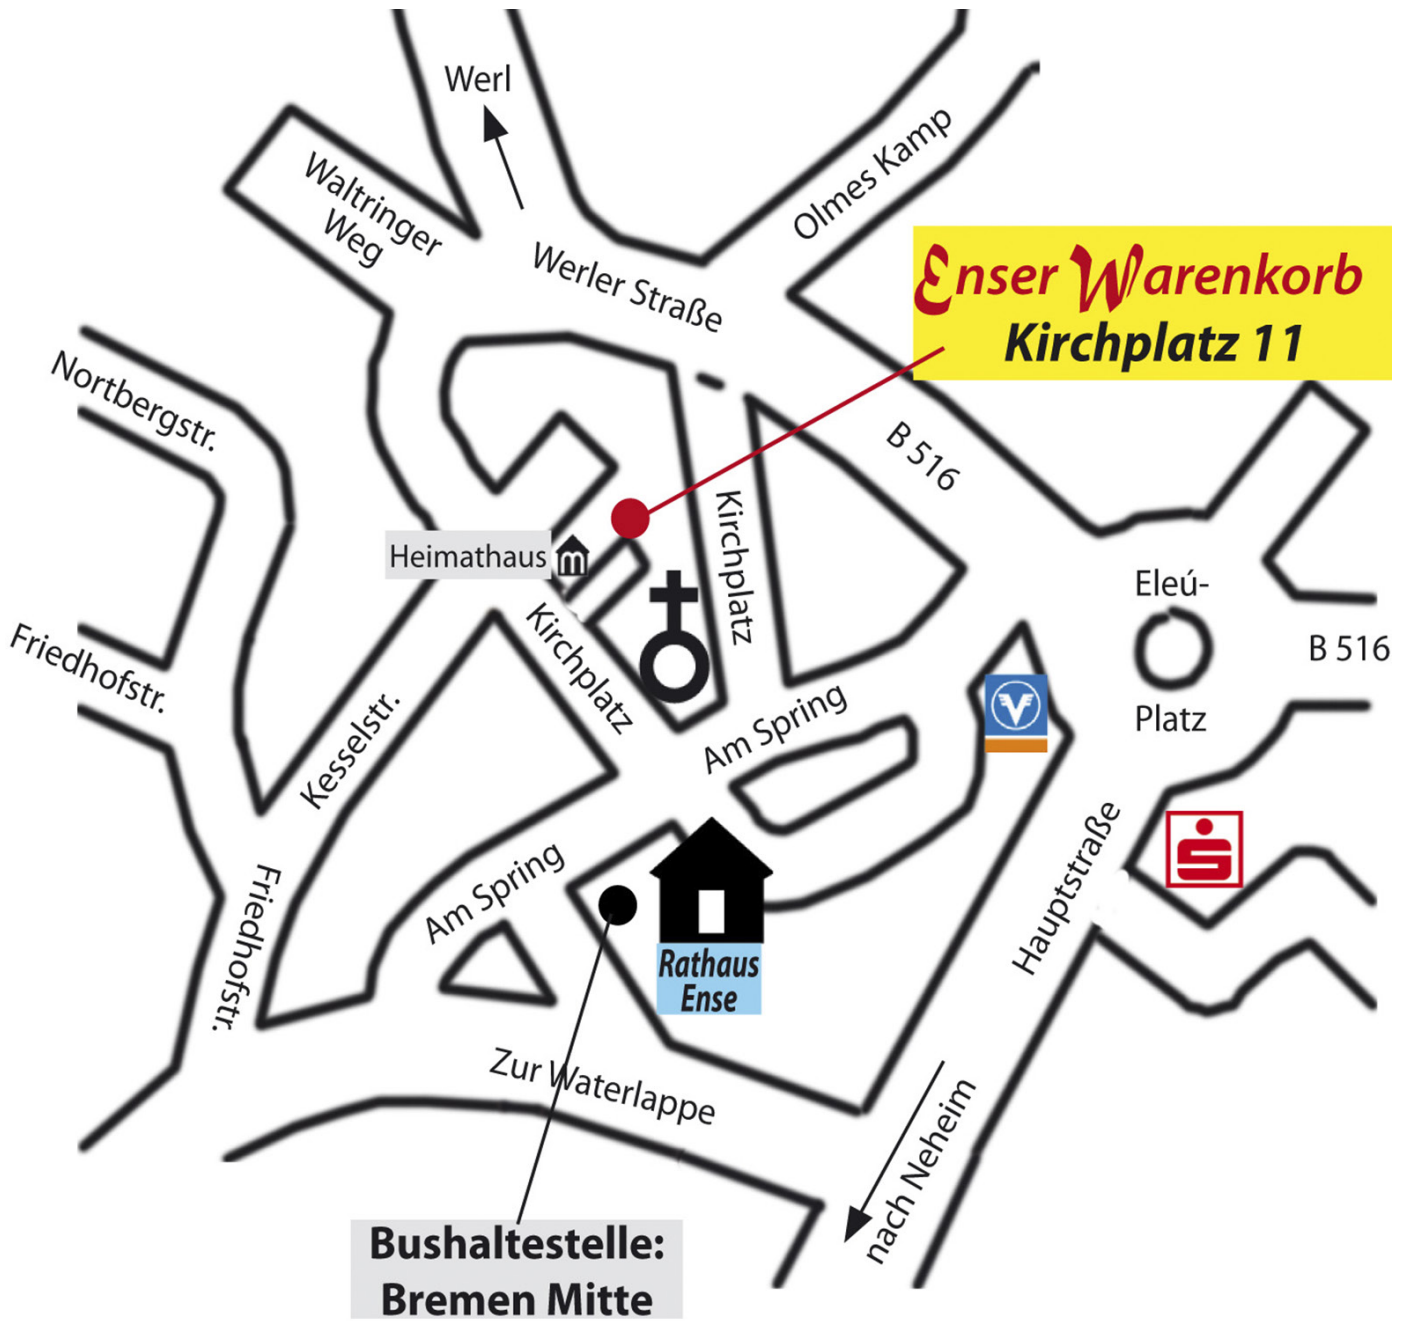 Werl
Waltringer
Weg
Werler Straße
Olmes Kamp
Enser Warenkorb
Kirchplatz 11
Nortbergstr.
B 516
Kirchplatz
Heimathaus
m
Eleú-
Platz
B 516
Friedhofstr.
Kirchplatz
Kesselstr.
Am Spring
V
S
Hauptstraße
Am Spring
Friedhofstr.
Rathaus
Ense
Zur Waterlappe
nach Neheim
Bushaltestelle:
Bremen Mitte